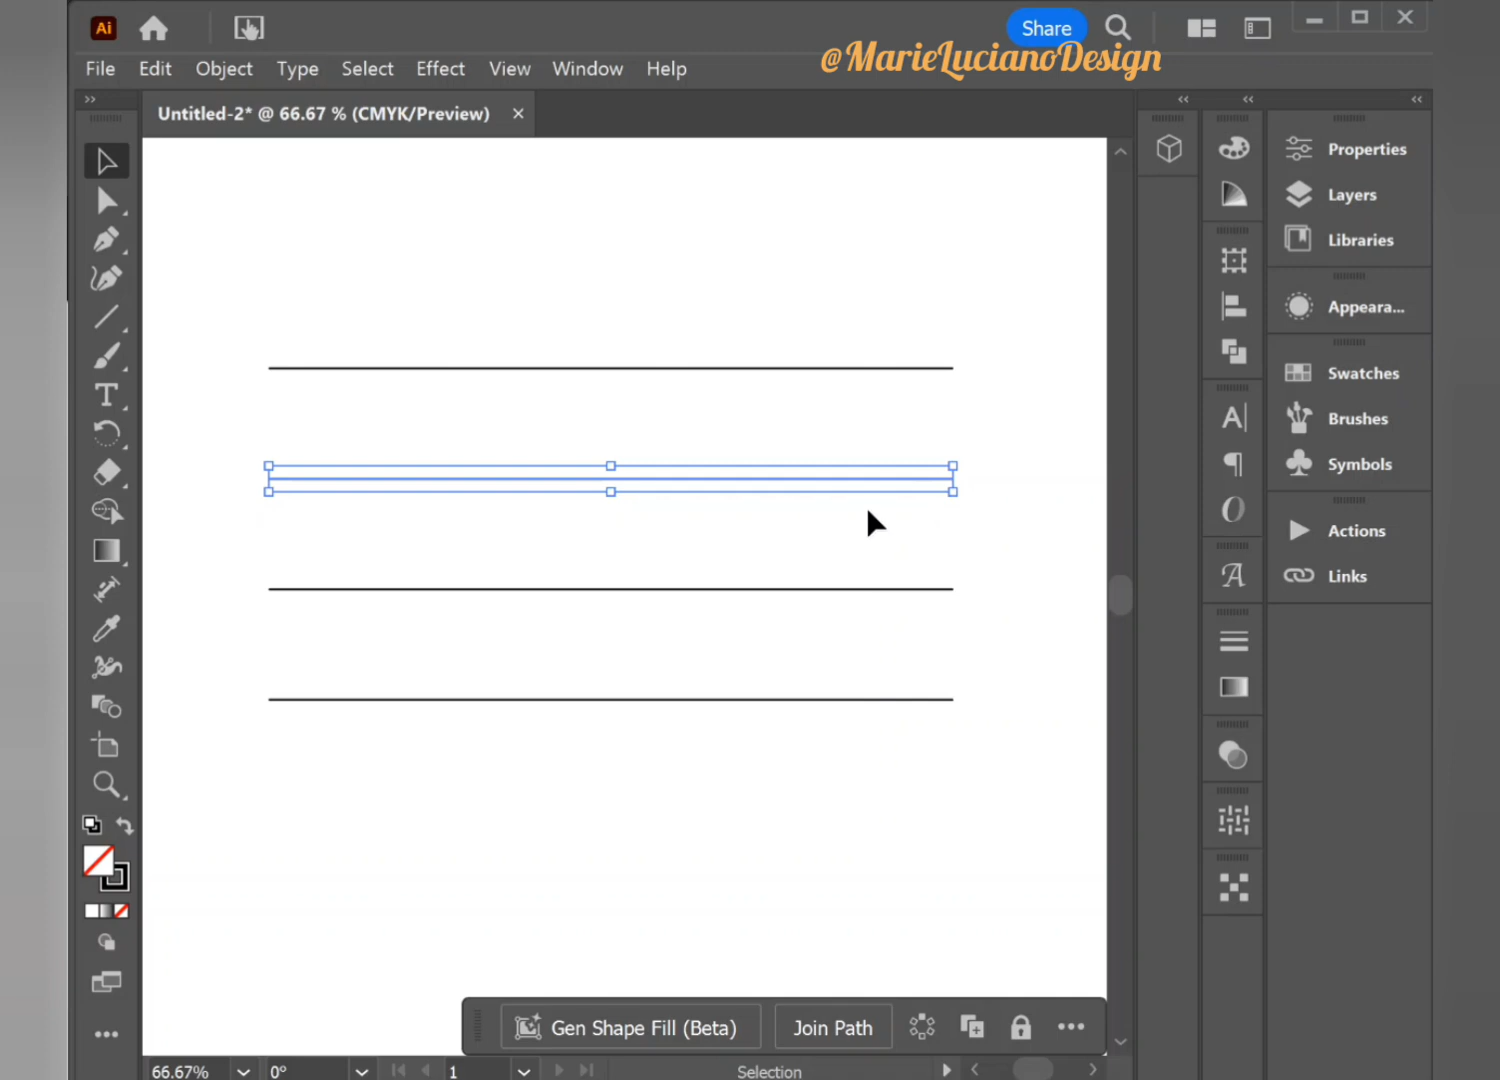 Ai
Share
@MarieLucianoDesign
File Edit Object Type Select Effect View Window Help
Untitled-2* @ 66.67 % (CMYK/Preview)
Properties
Layers
Libraries
Appeara...
Swatches
Brushes
Symbols
Actions
Links
Gen Shape Fill (Beta) Join Path
66.67% 0° 1 Selection